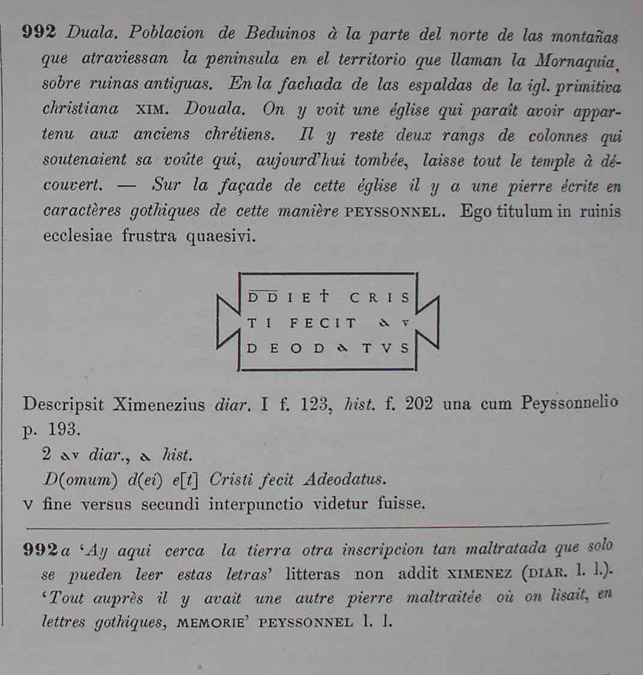 992 Duala. Poblacion de Beduinos à la parte del norte de las montañas
que atraviessan la peninsula en el territorio que llaman la Mornaquia,
sobre ruinas antiguas. En la fachada de las espaldas de la igl. primitiva
christiana XIM. Douala. On y voit une église qui paraît avoir appar-
tenu aux anciens chrétiens. Il y reste deux rangs de colonnes qui
soutenaient sa voûte qui, aujourd'hui tombée, laisse tout le temple à dé-
couvert. — Sur la façade de cette église il y a une pierre écrite en
caractères gothiques de cette manière PEYSSONNEL. Ego titulum in ruinis
ecclesiae frustra quaesivi.
D D I E † C R I S
T I F E C I T A V
D E O D A T V S
Descripsit Ximenezius diar. I f. 123, hist. f. 202 una cum Peyssonnelio
p. 193.
2 AV diar., A hist.
D(omum) d(ei) e[t] Cristi fecit Adeodatus.
V fine versus secundi interpunctio videtur fuisse.
992a 'Ay aqui cerca la tierra otra inscripcion tan maltratada que solo
se pueden leer estas letras' litteras non addit XIMENEZ (DIAR. l. l.).
'Tout auprès il y avait une autre pierre maltraitée où on lisait, en
lettres gothiques, MEMORIE' PEYSSONNEL l. l.